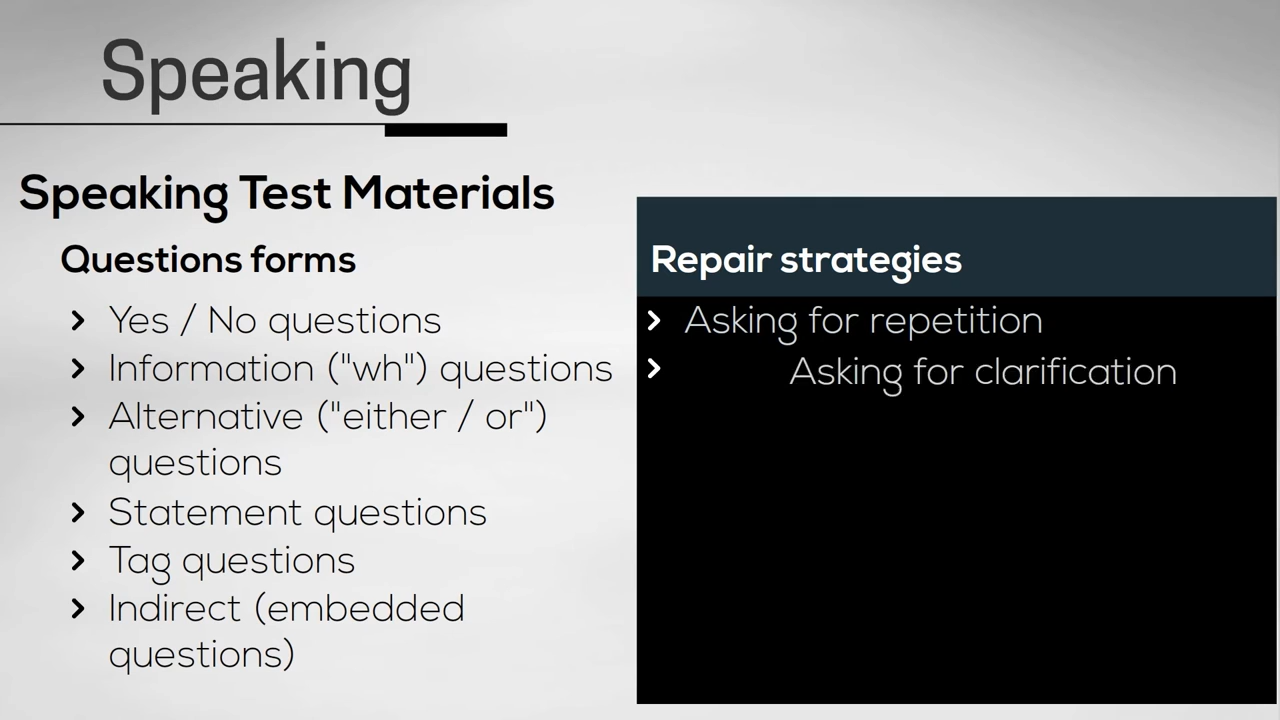 Speaking
Speaking Test Materials
Questions forms
Yes / No questions
Information ("wh") questions
Alternative ("either / or")
questions
Statement questions
Tag questions
Indirect (embedded
questions)
Repair strategies
Asking for repetition
Asking for clarification